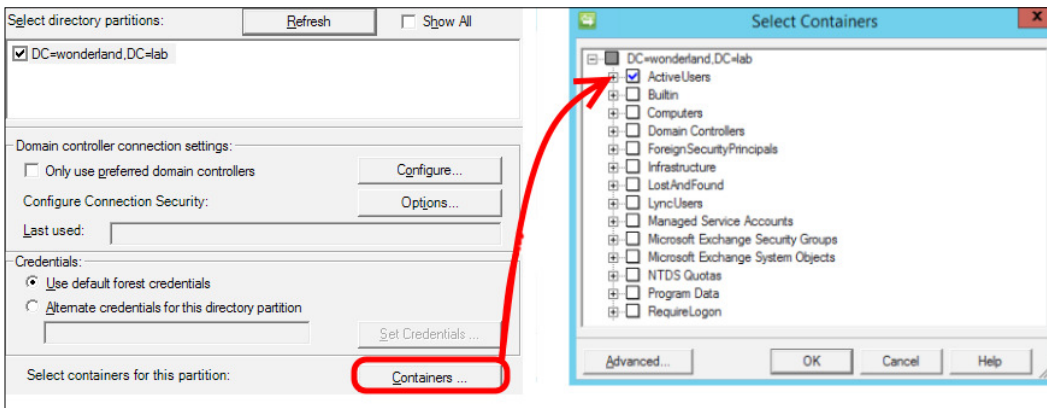 Select directory partitions:
Refresh
Show All
DC=wonderland,DC=lab
Domain controller connection settings:
Only use preferred domain controllers
Configure...
Configure Connection Security:
Options...
Last used:
Credentials:
Use default forest credentials
Alternate credentials for this directory partition
Set Credentials ...
Select containers for this partition:
Containers ...
Select Containers
x
DC=wonderland,DC=lab
ActiveUsers
Builtin
Computers
Domain Controllers
ForeignSecurityPrincipals
Infrastructure
LostAndFound
LyncUsers
Managed Service Accounts
Microsoft Exchange Security Groups
Microsoft Exchange System Objects
NTDS Quotas
Program Data
RequireLogon
Advanced...
OK
Cancel
Help